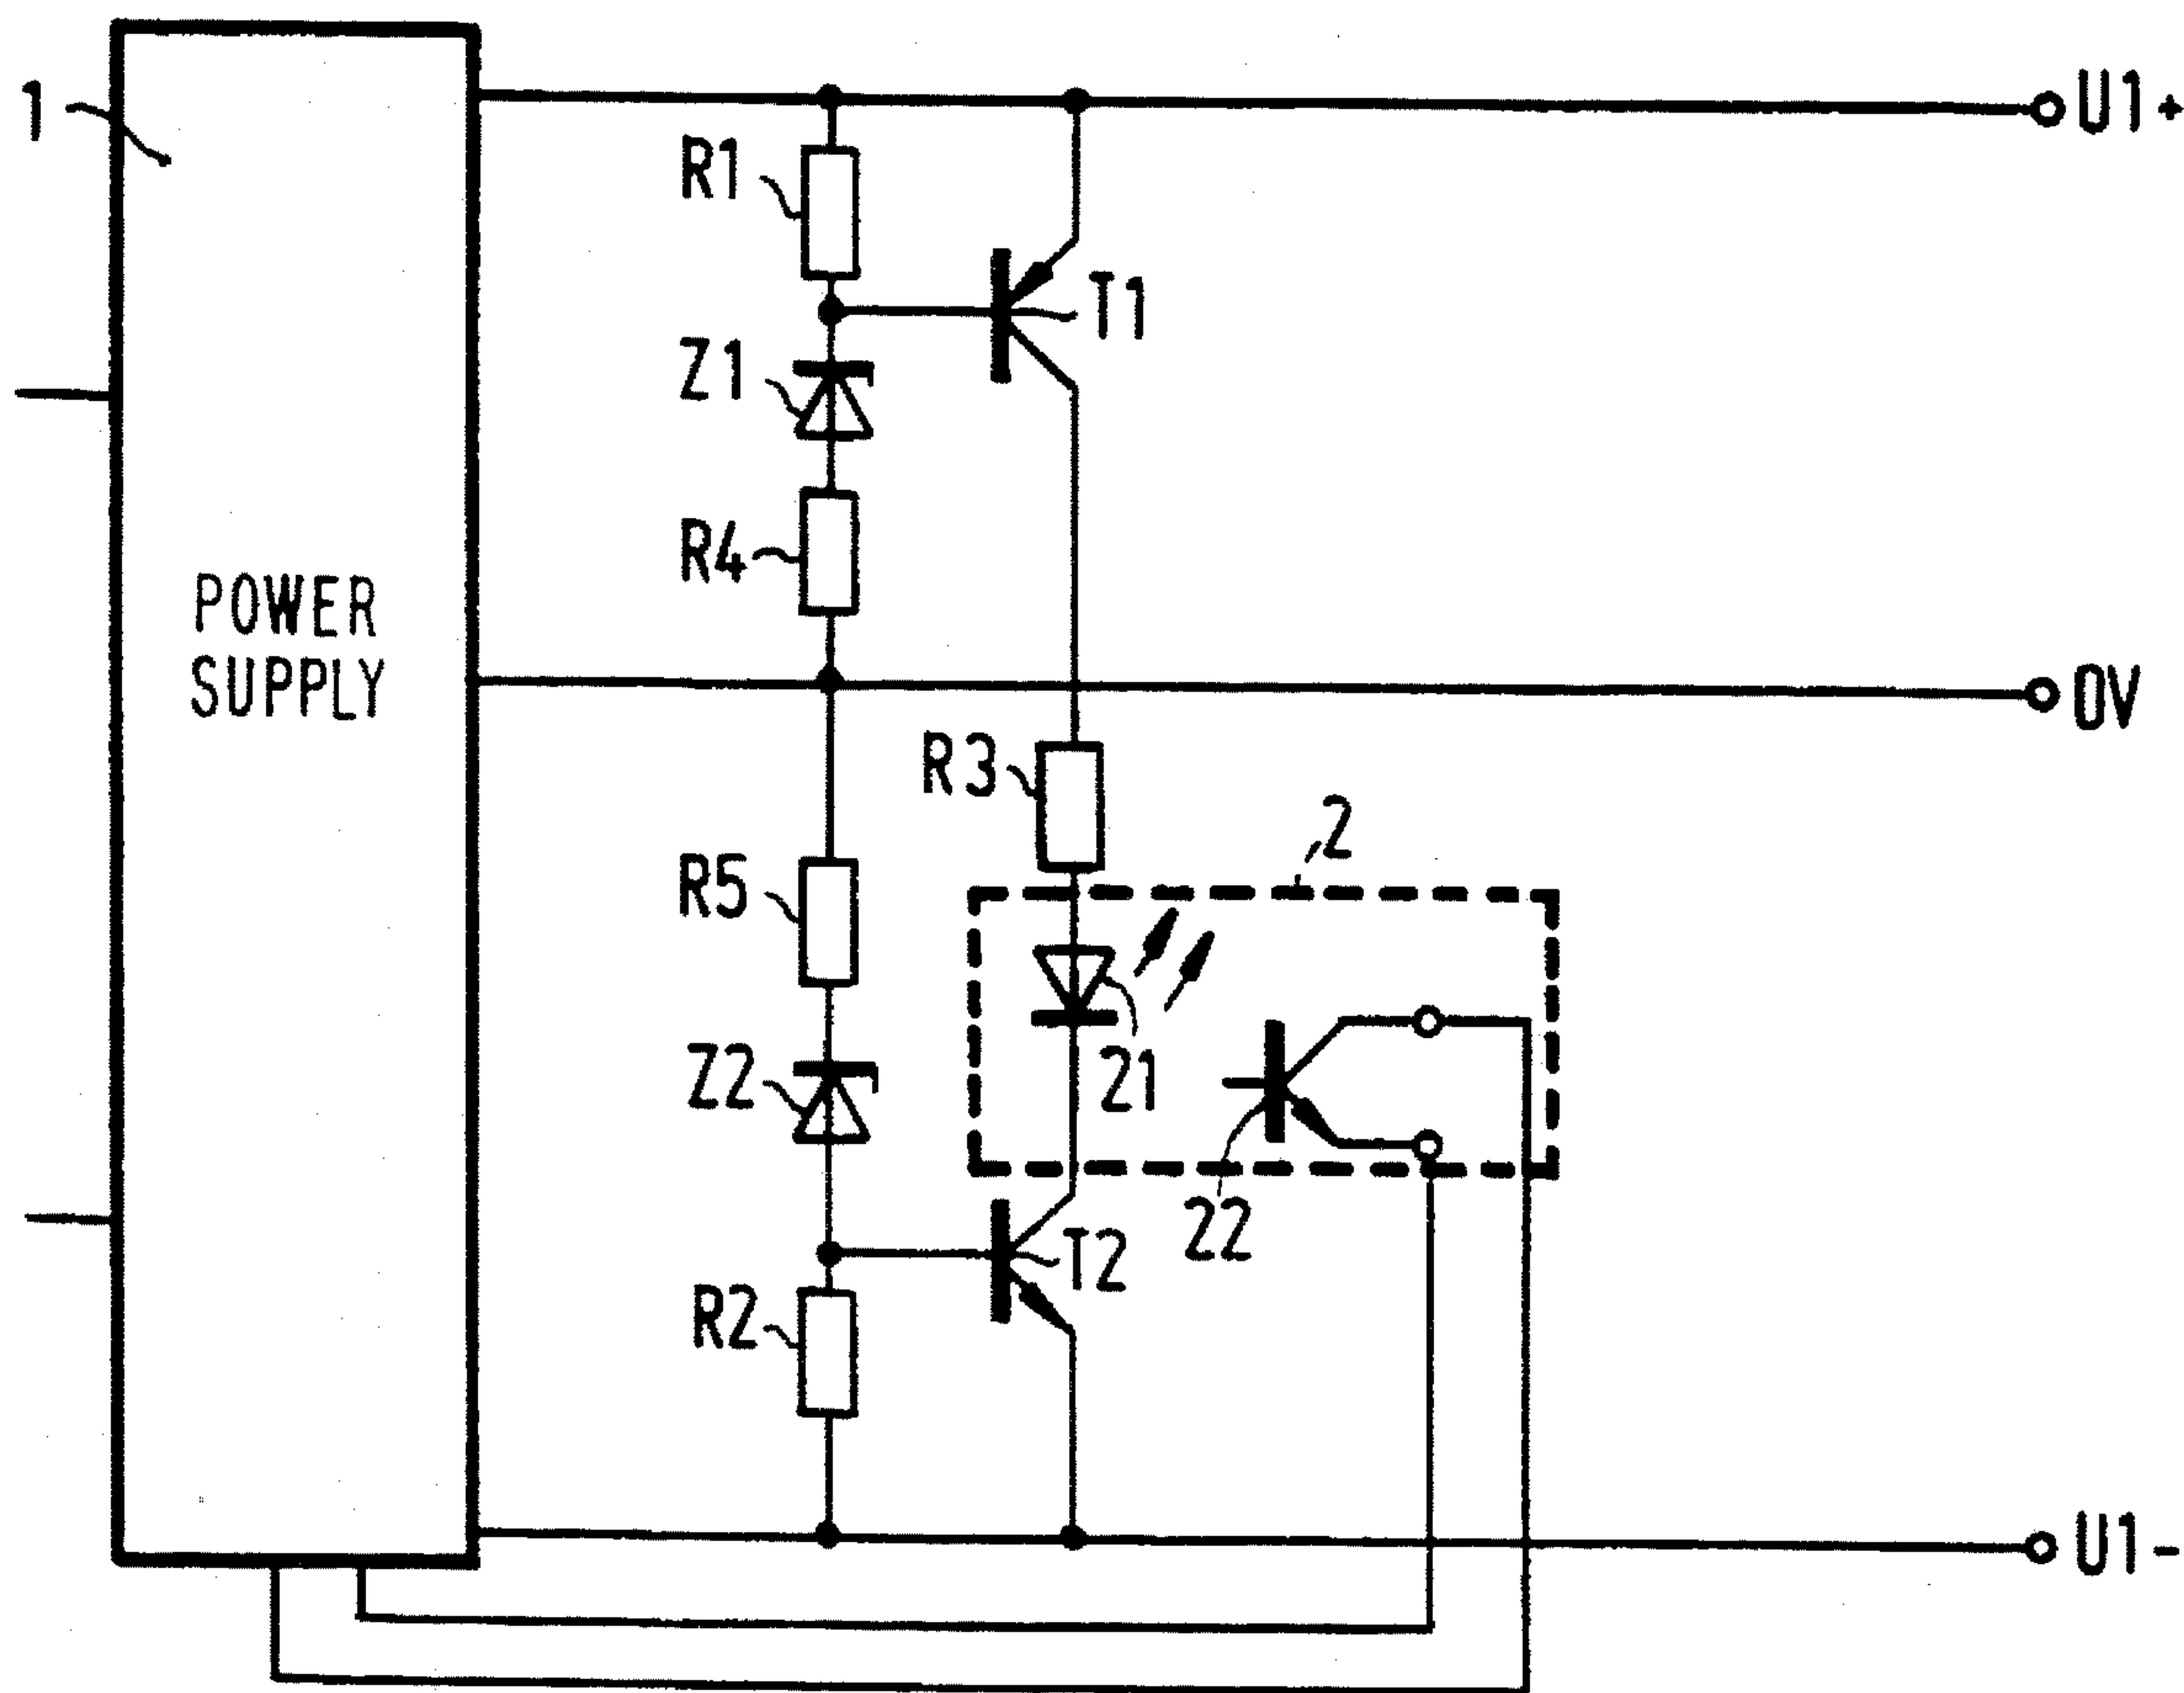 1
U1+
R1
T1
Z1
R4
POWER
SUPPLY
0V
R3
2
R5
21
Z2
22
T2
R2
U1-